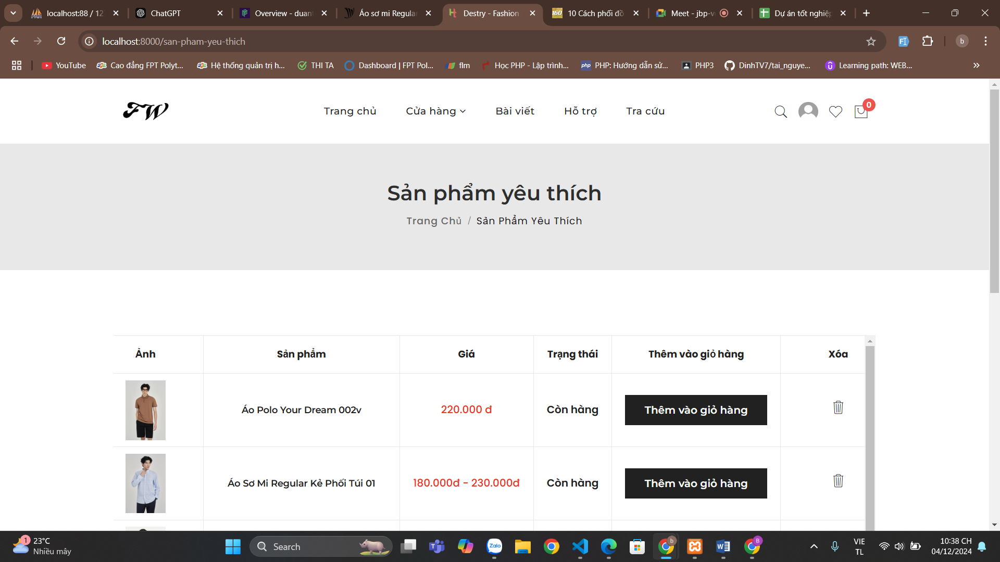 localhost:88 / 12
ChatGPT
Overview - duan
Áo sơ mi Regular
Destry - Fashion
10 Cách phối đồ
Meet - jbp-v
Dự án tốt nghiệp
localhost:8000/san-pham-yeu-thich
b
YouTube
Cao đẳng FPT Polyt...
Hệ thống quản trị h...
THI TA
Dashboard | FPT Pol...
flm
Học PHP - Lập trình...
php
PHP: Hướng dẫn sử...
PHP3
DinhTV7/tai_nguye...
Learning path: WEB...
FW
Trang chủ
Cửa hàng
Bài viết
Hỗ trợ
Tra cứu
0
Sản phẩm yêu thích
Trang Chủ / Sản Phẩm Yêu Thích
Ảnh
Sản phẩm
Giá
Trạng thái
Thêm vào giỏ hàng
Xóa
Áo Polo Your Dream 002v
220.000 đ
Còn hàng
Thêm vào giỏ hàng
Áo Sơ Mi Regular Kẻ Phối Túi 01
180.000đ - 230.000đ
Còn hàng
Thêm vào giỏ hàng
1
23°C
Nhiều mây
Search
Zalo
b
B
VIE
TL
10:38 CH
04/12/2024